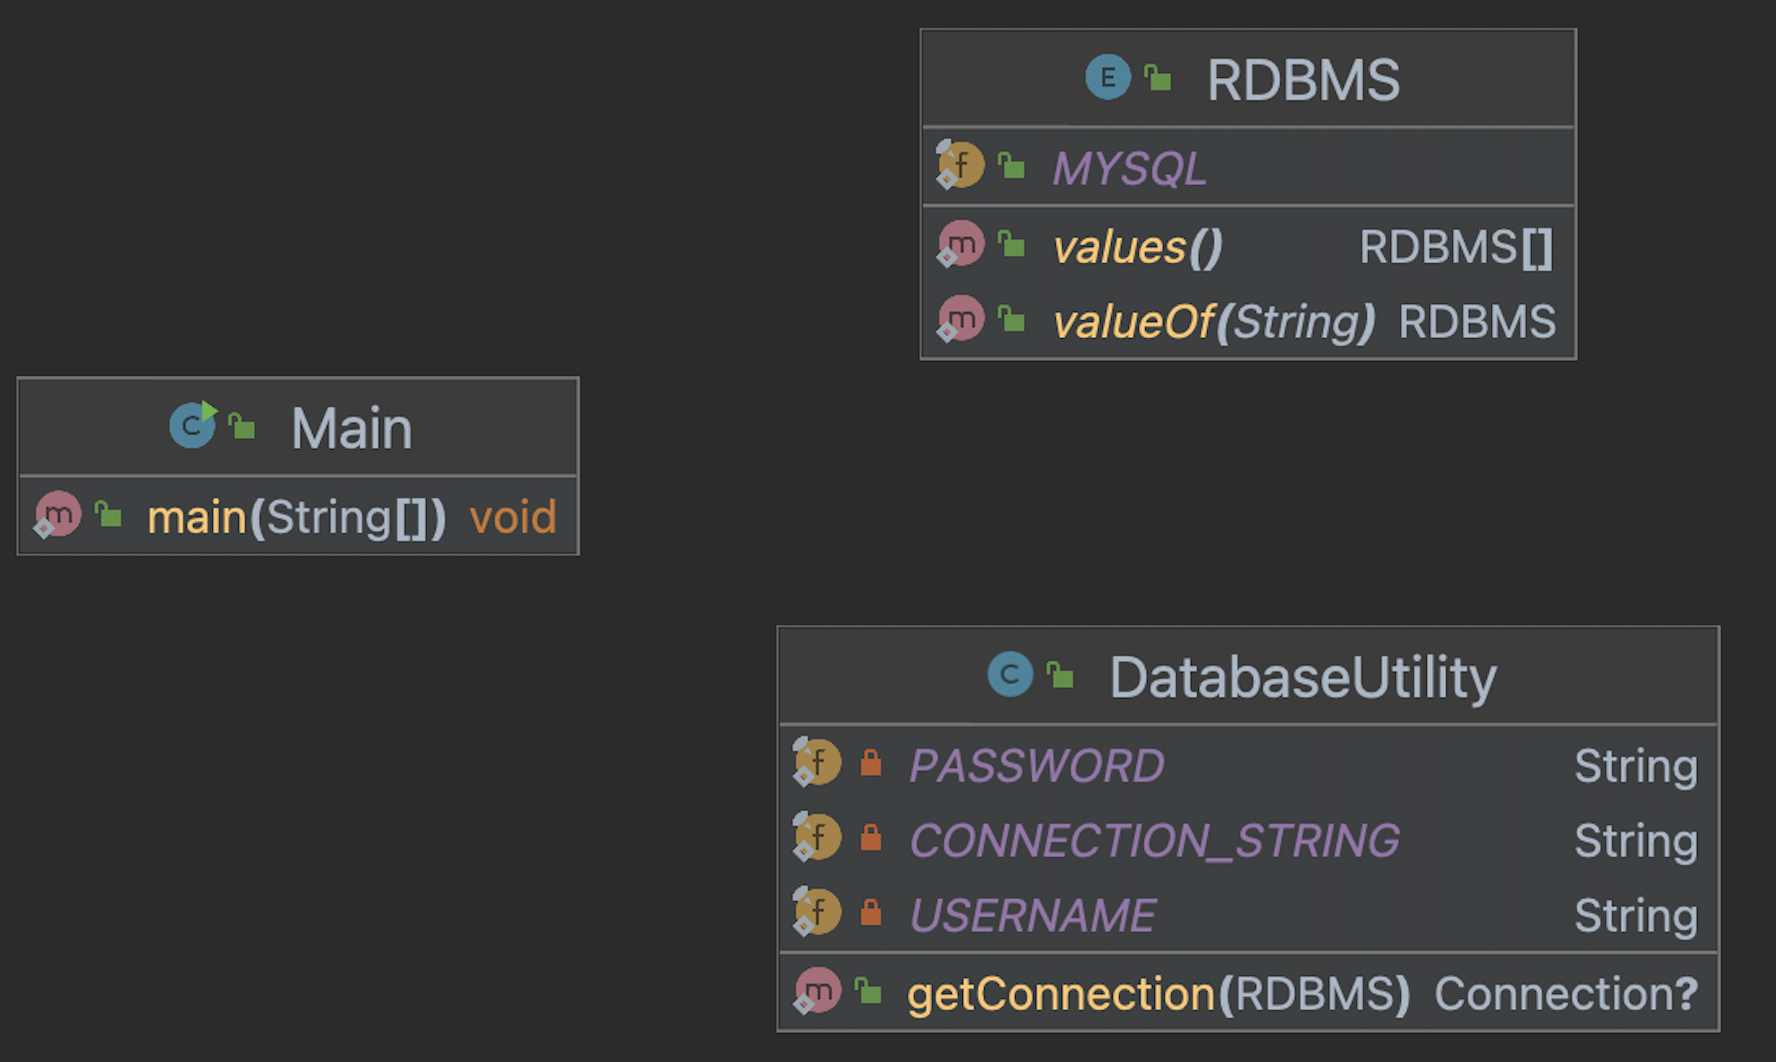 E RDBMS
f MYSQL
m values() RDBMS[]
m valueOf(String) RDBMS
C Main
m main(String[]) void
C DatabaseUtility
f PASSWORD String
f CONNECTION_STRING String
f USERNAME String
m getConnection(RDBMS) Connection?